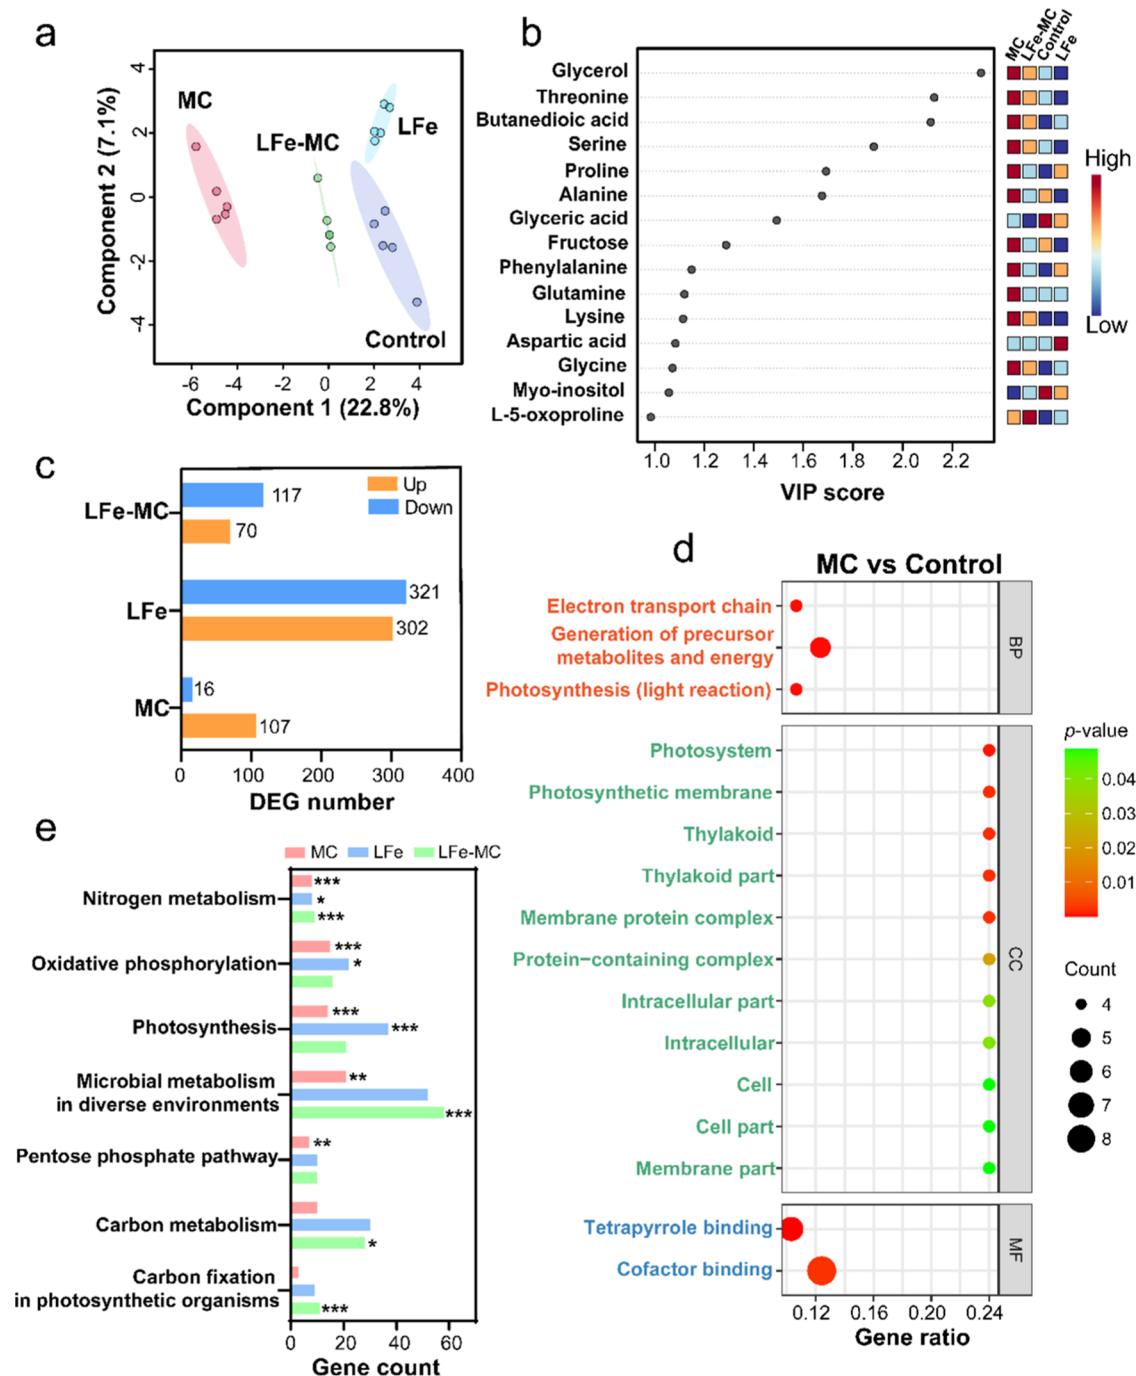 a
4
2
0
-2
-4
Component 2 (7.1%)
MC
LFe-MC
LFe
Control
-6
-4
-2
0
2
4
Component 1 (22.8%)
b
MC
LFe-MC
Control
LFe
Glycerol
Threonine
Butanedioic acid
Serine
Proline
Alanine
Glyceric acid
Fructose
Phenylalanine
Glutamine
Lysine
Aspartic acid
Glycine
Myo-inositol
L-5-oxoproline
1.0
1.2
1.4
1.6
1.8
2.0
2.2
VIP score
High
Low
c
Up
Down
LFe-MC
117
70
LFe
321
302
MC
16
107
0
100
200
300
400
DEG number
d
MC vs Control
Electron transport chain
Generation of precursor
metabolites and energy
Photosynthesis (light reaction)
BP
Photosystem
Photosynthetic membrane
Thylakoid
Thylakoid part
Membrane protein complex
Protein−containing complex
Intracellular part
Intracellular
Cell
Cell part
Membrane part
CC
Tetrapyrrole binding
Cofactor binding
MF
0.12
0.16
0.20
0.24
Gene ratio
p-value
0.04
0.03
0.02
0.01
Count
4
5
6
7
8
e
MC
LFe
LFe-MC
Nitrogen metabolism
***
*
***
Oxidative phosphorylation
***
*
Photosynthesis
***
***
Microbial metabolism
in diverse environments
**
***
Pentose phosphate pathway
**
Carbon metabolism
*
Carbon fixation
in photosynthetic organisms
***
0
20
40
60
Gene count